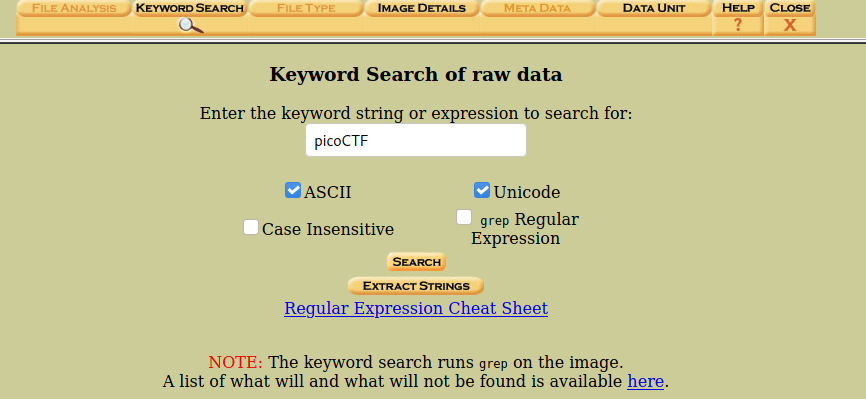 FILE ANALYSIS KEYWORD SEARCH FILE TYPE IMAGE DETAILS META DATA DATA UNIT HELP CLOSE
? X
Keyword Search of raw data
Enter the keyword string or expression to search for:
picoCTF
ASCII Unicode
Case Insensitive grep Regular
Expression
SEARCH
EXTRACT STRINGS
Regular Expression Cheat Sheet
NOTE: The keyword search runs grep on the image.
A list of what will and what will not be found is available here.